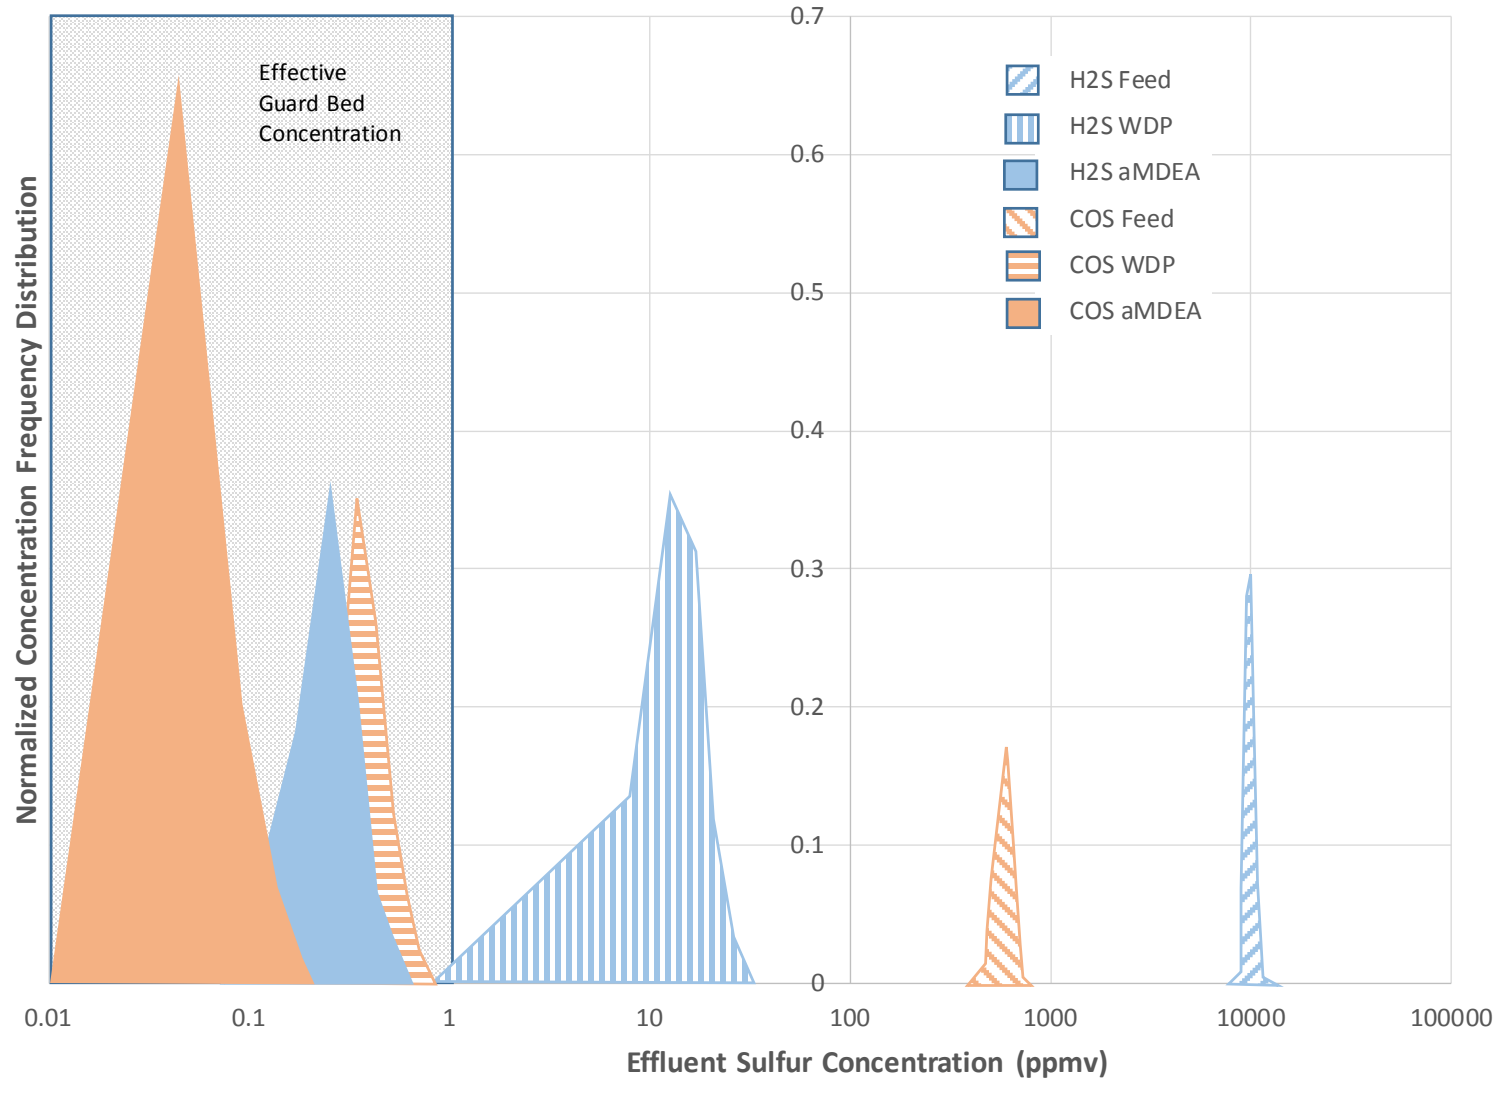 Effective
Guard Bed
Concentration
Normalized Concentration Frequency Distribution
0.7
0.6
0.5
0.4
0.3
0.2
0.1
0
H2S Feed
H2S WDP
H2S aMDEA
COS Feed
COS WDP
COS aMDEA
0.01
0.1
1
10
100
1000
10000
100000
Effluent Sulfur Concentration (ppmv)